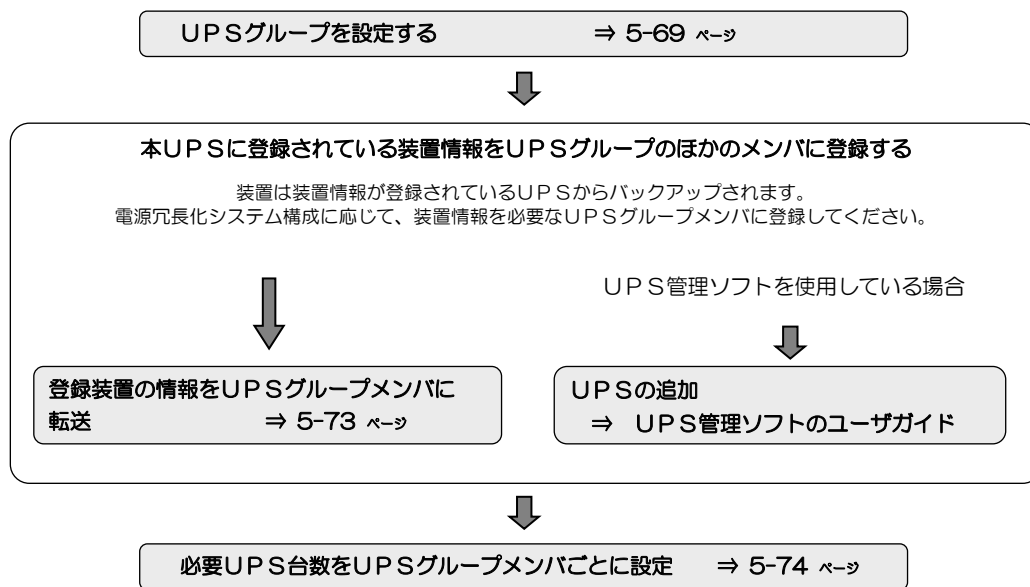 UPSグループを設定する ⇒ 5-69 ページ
本UPSに登録されている装置情報をUPSグループのほかのメンバに登録する
装置は装置情報が登録されているUPSからバックアップされます。
電源冗長化システム構成に応じて、装置情報を必要なUPSグループメンバに登録してください。
UPS管理ソフトを使用している場合
登録装置の情報をUPSグループメンバに
転送 ⇒ 5-73 ページ
UPSの追加
⇒ UPS管理ソフトのユーザガイド
必要UPS台数をUPSグループメンバごとに設定 ⇒ 5-74 ページ